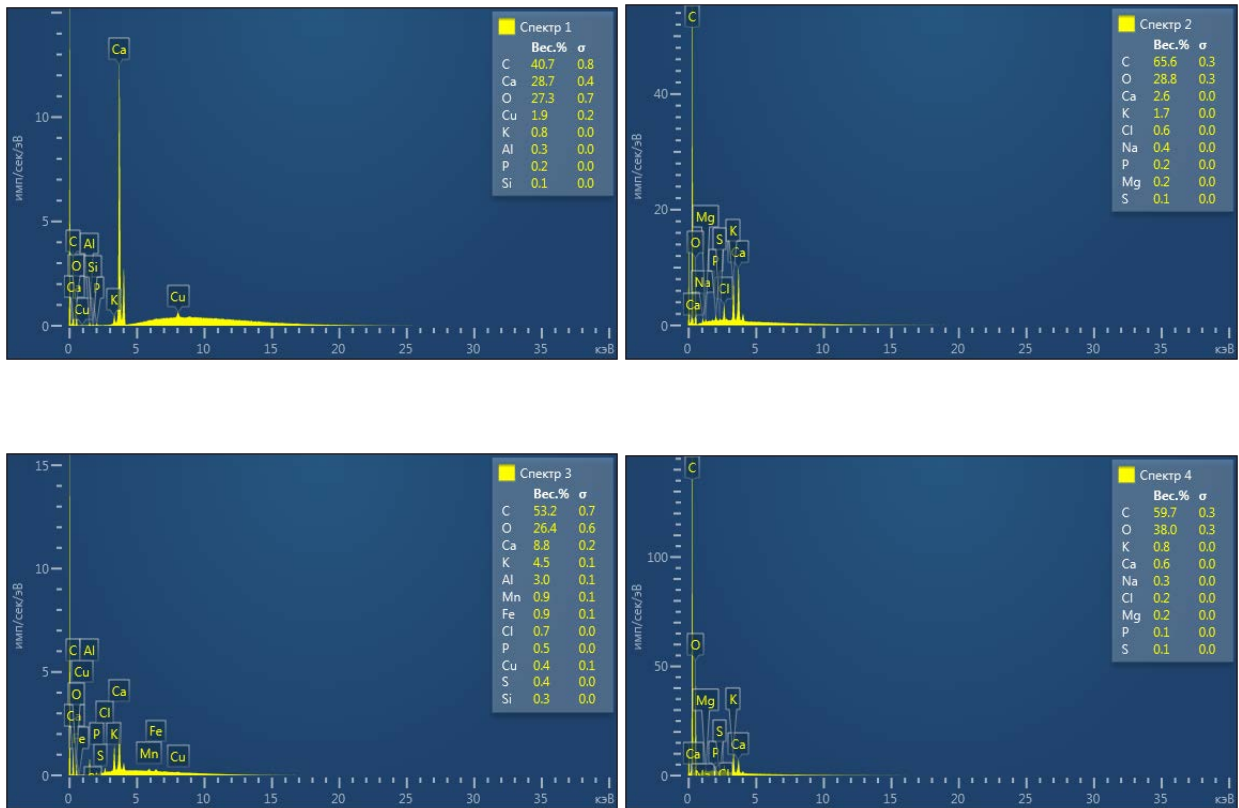 Спектр 1
Вес.% σ
C 40.7 0.8
Ca 28.7 0.4
O 27.3 0.7
Cu 1.9 0.2
K 0.8 0.0
Al 0.3 0.0
P 0.2 0.0
Si 0.1 0.0
имп/сек/эВ
10
5
0
Ca
C Al
O Si
Ca P
Cu K
Cu
0 5 10 15 20 25 30 35 кэВ
Спектр 2
Вес.% σ
C 65.6 0.3
O 28.8 0.3
Ca 2.6 0.0
K 1.7 0.0
Cl 0.6 0.0
Na 0.4 0.0
P 0.2 0.0
Mg 0.2 0.0
S 0.1 0.0
имп/сек/эВ
40
20
0
C
Mg
O S K
P Ca
Na Cl
Ca
0 5 10 15 20 25 30 35 кэВ
Спектр 3
Вес.% σ
C 53.2 0.7
O 26.4 0.6
Ca 8.8 0.2
K 4.5 0.1
Al 3.0 0.1
Mn 0.9 0.1
Fe 0.9 0.1
Cl 0.7 0.0
P 0.5 0.0
Cu 0.4 0.1
S 0.4 0.0
Si 0.3 0.0
имп/сек/эВ
15
10
5
0
C Al
Cu
O Ca
Ca Cl
P K Fe
S Mn Cu
0 5 10 15 20 25 30 35 кэВ
Спектр 4
Вес.% σ
C 59.7 0.3
O 38.0 0.3
K 0.8 0.0
Ca 0.6 0.0
Na 0.3 0.0
Cl 0.2 0.0
Mg 0.2 0.0
P 0.1 0.0
S 0.1 0.0
имп/сек/эВ
100
50
0
C
O
Mg K
S
Ca P Ca
0 5 10 15 20 25 30 35 кэВ